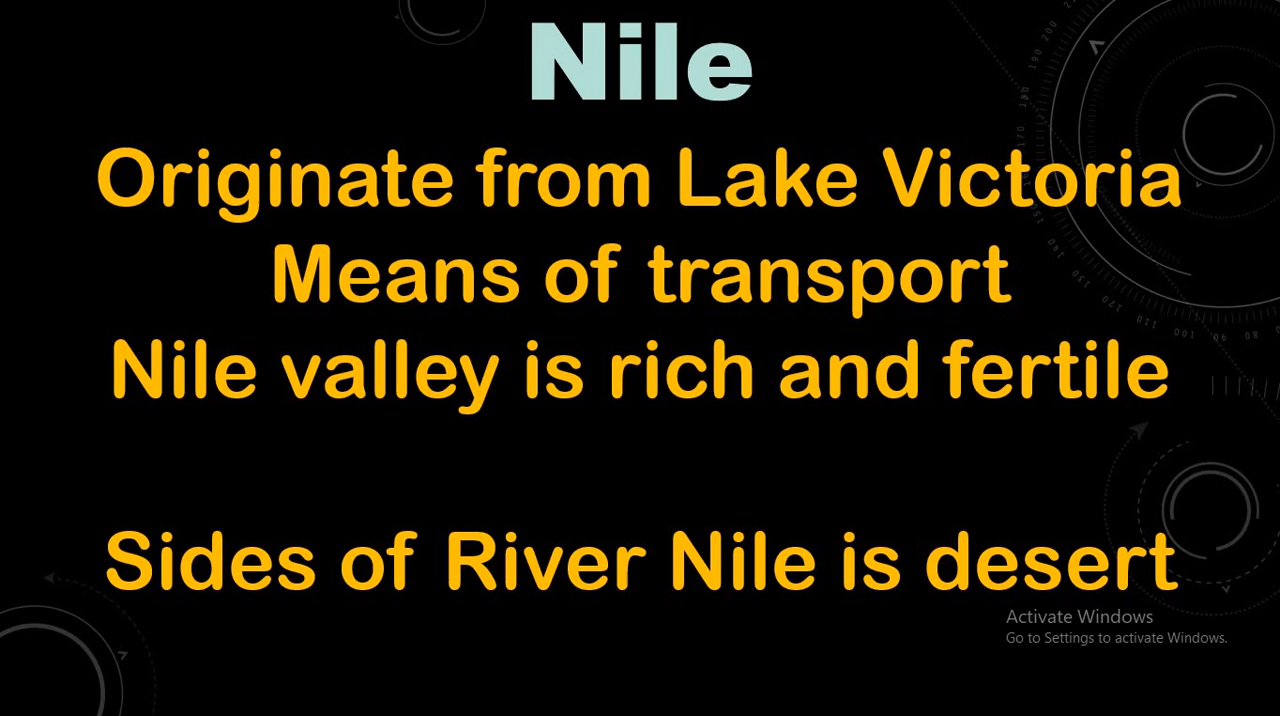 Nile
Originate from Lake Victoria
Means of transport
Nile valley is rich and fertile
Sides of River Nile is desert
Activate Windows
Go to Settings to activate Windows.